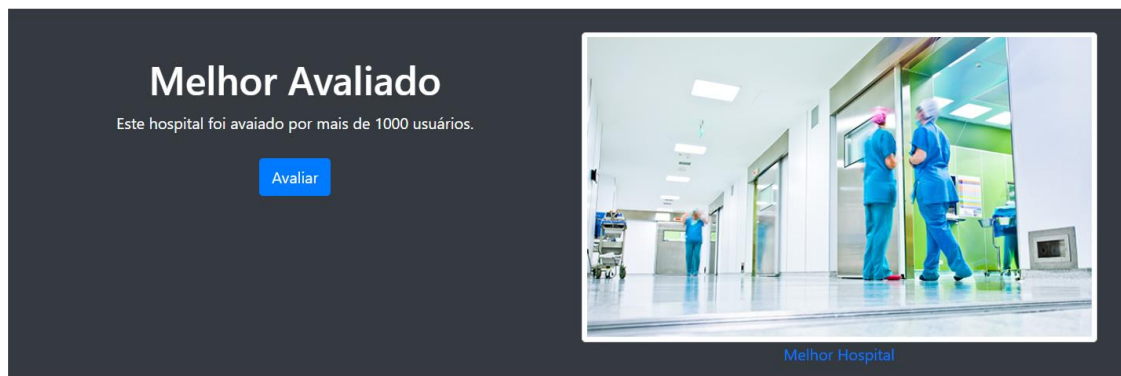 Melhor Avaliado
Este hospital foi avaiado por mais de 1000 usuários.
Avaliar
Melhor Hospital